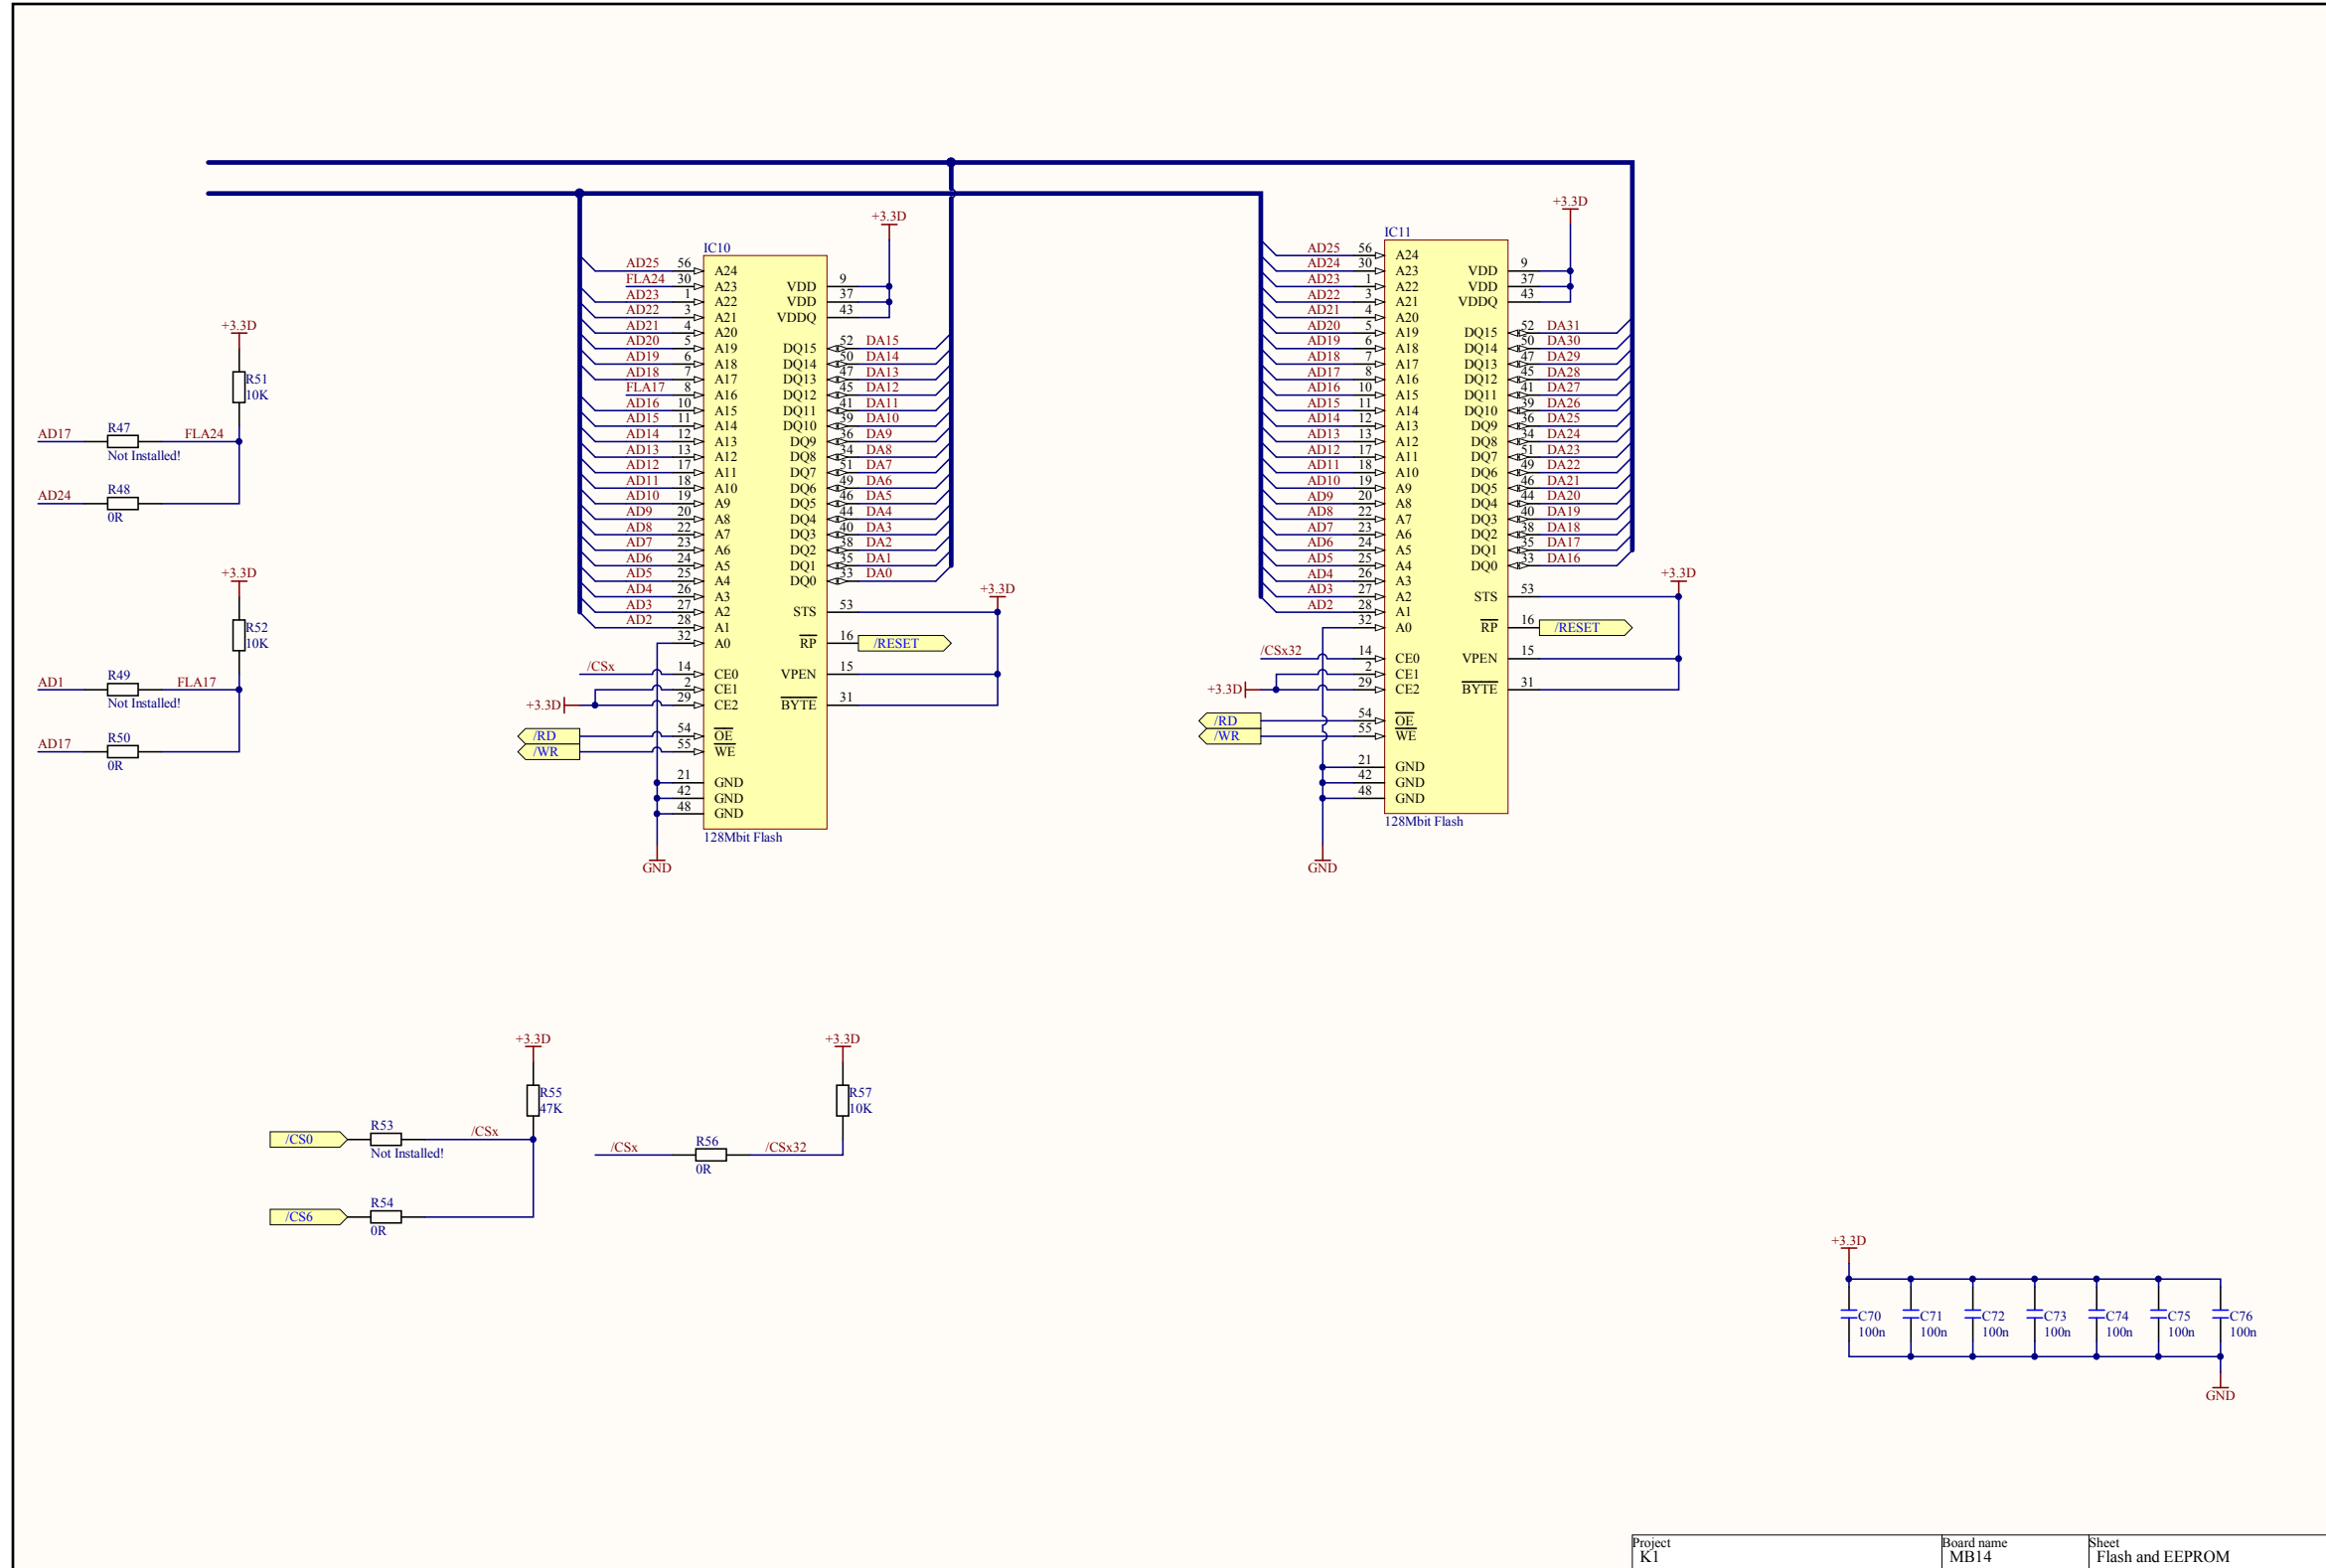 +3.3D
R51
10K
AD17
R47
FLA24
Not Installed!
AD24
R48
0R
+3.3D
R52
10K
AD1
R49
FLA17
Not Installed!
AD17
R50
0R
IC10
+3.3D
AD25 56 A24
FLA24 30 A23 VDD 9
AD23 1 A22 VDD 37
AD22 3 A21 VDDQ 43
AD21 4 A20
AD20 5 A19 DQ15 52 DA15
AD19 6 A18 DQ14 50 DA14
AD18 7 A17 DQ13 47 DA13
FLA17 8 A16 DQ12 45 DA12
AD16 10 A15 DQ11 41 DA11
AD15 11 A14 DQ10 39 DA10
AD14 12 A13 DQ9 36 DA9
AD13 13 A12 DQ8 34 DA8
AD12 17 A11 DQ7 51 DA7
AD11 18 A10 DQ6 49 DA6
AD10 19 A9 DQ5 46 DA5
AD9 20 A8 DQ4 44 DA4
AD8 22 A7 DQ3 40 DA3
AD7 23 A6 DQ2 38 DA2
AD6 24 A5 DQ1 35 DA1
AD5 25 A4 DQ0 33 DA0
AD4 26 A3 +3.3D
AD3 27 A2 STS 53
AD2 28 A1
32 A0 RP 16 /RESET
/CSx 14 CE0 VPEN 15
2 CE1
+3.3D 29 CE2 BYTE 31
/RD 54 OE
/WR 55 WE
21 GND
42 GND
48 GND
128Mbit Flash
GND
IC11
+3.3D
AD25 56 A24
AD24 30 A23 VDD 9
AD23 1 A22 VDD 37
AD22 3 A21 VDDQ 43
AD21 4 A20
AD20 5 A19 DQ15 52 DA31
AD19 6 A18 DQ14 50 DA30
AD18 7 A17 DQ13 47 DA29
AD17 8 A16 DQ12 45 DA28
AD16 10 A15 DQ11 41 DA27
AD15 11 A14 DQ10 39 DA26
AD14 12 A13 DQ9 36 DA25
AD13 13 A12 DQ8 34 DA24
AD12 17 A11 DQ7 51 DA23
AD11 18 A10 DQ6 49 DA22
AD10 19 A9 DQ5 46 DA21
AD9 20 A8 DQ4 44 DA20
AD8 22 A7 DQ3 40 DA19
AD7 23 A6 DQ2 38 DA18
AD6 24 A5 DQ1 35 DA17
AD5 25 A4 DQ0 33 DA16
AD4 26 A3 +3.3D
AD3 27 A2 STS 53
AD2 28 A1
32 A0 RP 16 /RESET
/CSx32 14 CE0 VPEN 15
2 CE1
+3.3D 29 CE2 BYTE 31
/RD 54 OE
/WR 55 WE
21 GND
42 GND
48 GND
128Mbit Flash
GND
+3.3D
R55
47K
/CS0
R53
/CSx
Not Installed!
/CS6
R54
0R
+3.3D
R57
10K
/CSx
R56
/CSx32
0R
+3.3D
C70 C71 C72 C73 C74 C75 C76
100n 100n 100n 100n 100n 100n 100n
GND
Project Board name Sheet
K1 MB14 Flash and EEPROM